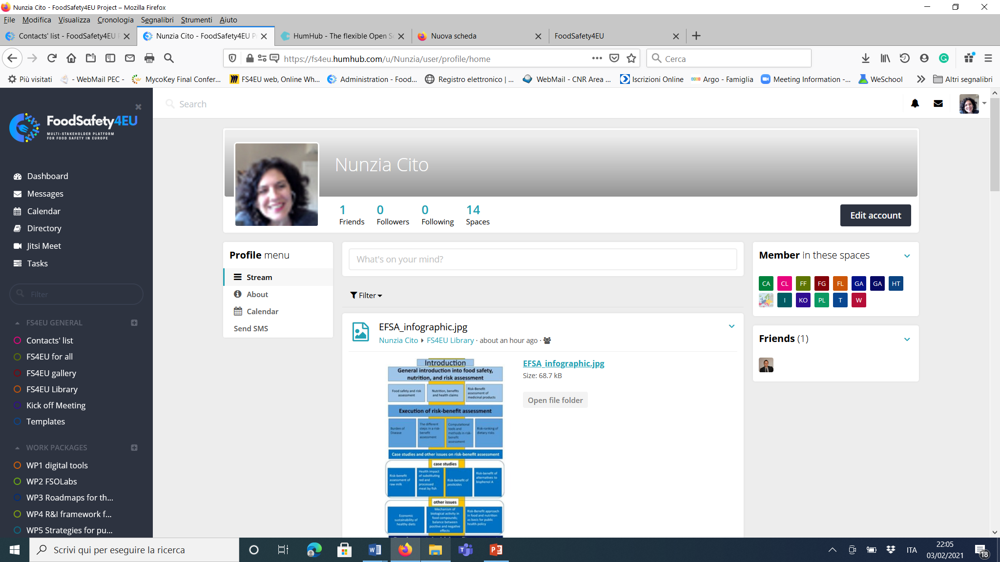 Nunzia Cito - FoodSafety4EU Project – Mozilla Firefox
File Modifica Visualizza Cronologia Segnalibri Strumenti Aiuto
Contacts' list - FoodSafety4EU
Nunzia Cito - FoodSafety4EU Pr
HumHub - The flexible Open So
Nuova scheda
FoodSafety4EU
https://fs4eu.humhub.com/u/Nunzia/user/profile/home
Cerca
Più visitati
- WebMail PEC -
MycoKey Final Confer...
FS4EU web, Online Wh...
Administration - Food...
Registro elettronico | ...
WebMail - CNR Area ...
Iscrizioni Online
Argo - Famiglia
Meeting Information -...
WeSchool
Altri segnalibri
FoodSafety4EU
MULTI-STAKEHOLDER PLATFORM
FOR FOOD SAFETY IN EUROPE
Search
Dashboard
Messages
Calendar
Directory
Jitsi Meet
Tasks
Filter
FS4EU GENERAL
Contacts' list
FS4EU for all
FS4EU gallery
FS4EU Library
Kick off Meeting
Templates
WORK PACKAGES
WP1 digital tools
WP2 FSOLabs
WP3 Roadmaps for th...
WP4 R&I framework f...
WP5 Strategies for pu...
Nunzia Cito
1 0 0 14
Friends Followers Following Spaces
Edit account
Profile menu
Stream
About
Calendar
Send SMS
What's on your mind?
Filter
EFSA_infographic.jpg
Nunzia Cito FS4EU Library · about an hour ago ·
Introduction
General introduction into food safety,
nutrition, and risk assessment
Food safety and risk
assessment
Nutrition, benefits
and health claims
Risk-Benefit
assessment of
medicinal products
Execution of risk-benefit assessment
Burden of
Disease
The different
steps in a risk-
benefit
assessment
Computational
tools and
methods in risk-
benefit
assessment
Risk-ranking of
dietary risks
Case studies and other issues on risk-benefit assessment
case studies
Risk-benefit
assessment of
raw milk
Health impact
of substituting
red and
processed
meat by fish
Risk-benefit of
pesticides
Risk-benefit of
alternatives to
bisphenol A
other issues
Economic
sustainability of
healthy diets
Mechanism of
biological activity in
food compounds;
balance between
positive and negative
effects
Risk-Benefit approach
in food and nutrition
as basis for public
health policy
EFSA_infographic.jpg
Size: 68.7 kB
Open file folder
Member in these spaces
CA CL FF FG FL GA GA HT
I KO PL T W
Friends (1)
Scrivi qui per eseguire la ricerca
ITA
22:05
03/02/2021
18